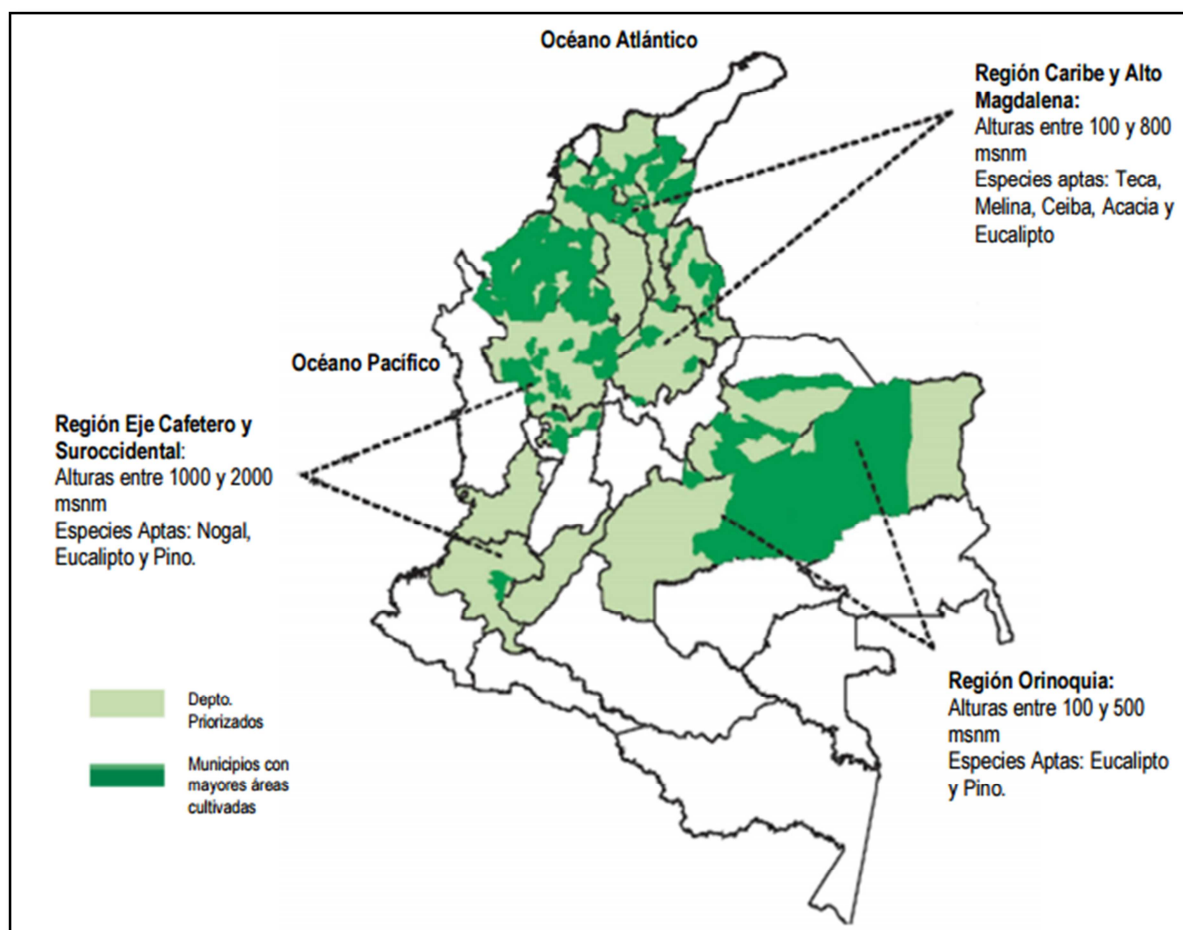 Océano Atlántico
Región Caribe y Alto
Magdalena:
Alturas entre 100 y 800
msnm
Especies aptas: Teca,
Melina, Ceiba, Acacia y
Eucalipto
Océano Pacífico
Región Eje Cafetero y
Suroccidental:
Alturas entre 1000 y 2000
msnm
Especies Aptas: Nogal,
Eucalipto y Pino.
Región Orinoquia:
Alturas entre 100 y 500
msnm
Especies Aptas: Eucalipto
y Pino.
Depto.
Priorizados
Municipios con
mayores áreas
cultivadas